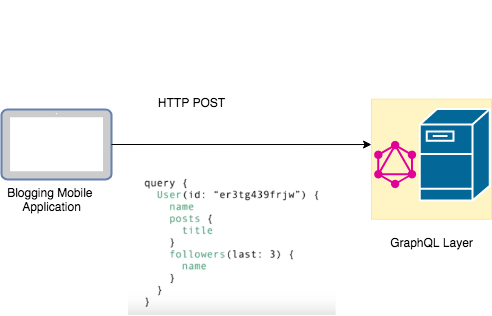 HTTP POST
Blogging Mobile
Application
query {
  User(id: "er3tg439frjw") {
    name
    posts {
      title
    }
    followers(last: 3) {
      name
    }
  }
}
GraphQL Layer